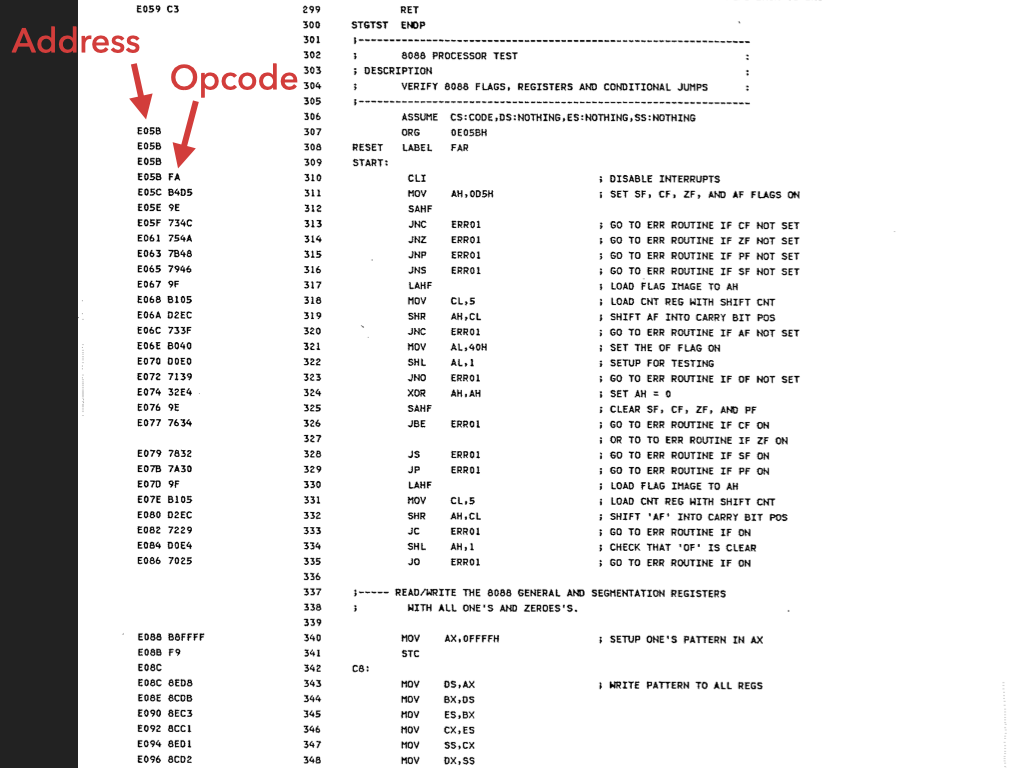 E059 C3 299 RET
300 STGTST ENDP
301 ;---------------------------------------------------------------
Address
302 ; 8088 PROCESSOR TEST :
303 ; DESCRIPTION :
Opcode
304 ; VERIFY 8088 FLAGS, REGISTERS AND CONDITIONAL JUMPS :
305 ;---------------------------------------------------------------
306 ASSUME CS:CODE,DS:NOTHING,ES:NOTHING,SS:NOTHING
E05B 307 ORG 0E05BH
E05B 308 RESET LABEL FAR
E05B 309 START:
E05B FA 310 CLI ; DISABLE INTERRUPTS
E05C B4D5 311 MOV AH,0D5H ; SET SF, CF, ZF, AND AF FLAGS ON
E05E 9E 312 SAHF
E05F 734C 313 JNC ERR01 ; GO TO ERR ROUTINE IF CF NOT SET
E061 754A 314 JNZ ERR01 ; GO TO ERR ROUTINE IF ZF NOT SET
E063 7B48 315 JNP ERR01 ; GO TO ERR ROUTINE IF PF NOT SET
E065 7946 316 JNS ERR01 ; GO TO ERR ROUTINE IF SF NOT SET
E067 9F 317 LAHF ; LOAD FLAG IMAGE TO AH
E068 B105 318 MOV CL,5 ; LOAD CNT REG WITH SHIFT CNT
E06A D2EC 319 SHR AH,CL ; SHIFT AF INTO CARRY BIT POS
E06C 733F 320 JNC ERR01 ; GO TO ERR ROUTINE IF AF NOT SET
E06E B040 321 MOV AL,40H ; SET THE OF FLAG ON
E070 D0E0 322 SHL AL,1 ; SETUP FOR TESTING
E072 7139 323 JNO ERR01 ; GO TO ERR ROUTINE IF OF NOT SET
E074 32E4 324 XOR AH,AH ; SET AH = 0
E076 9E 325 SAHF ; CLEAR SF, CF, ZF, AND PF
E077 7634 326 JBE ERR01 ; GO TO ERR ROUTINE IF CF ON
327 ; OR TO TO ERR ROUTINE IF ZF ON
E079 7832 328 JS ERR01 ; GO TO ERR ROUTINE IF SF ON
E07B 7A30 329 JP ERR01 ; GO TO ERR ROUTINE IF PF ON
E07D 9F 330 LAHF ; LOAD FLAG IMAGE TO AH
E07E B105 331 MOV CL,5 ; LOAD CNT REG WITH SHIFT CNT
E080 D2EC 332 SHR AH,CL ; SHIFT 'AF' INTO CARRY BIT POS
E082 7229 333 JC ERR01 ; GO TO ERR ROUTINE IF ON
E084 D0E4 334 SHL AH,1 ; CHECK THAT 'OF' IS CLEAR
E086 7025 335 JO ERR01 ; GO TO ERR ROUTINE IF ON
336
337 ;----- READ/WRITE THE 8088 GENERAL AND SEGMENTATION REGISTERS
338 ; WITH ALL ONE'S AND ZEROES'S.
339
E088 B8FFFF 340 MOV AX,0FFFFH ; SETUP ONE'S PATTERN IN AX
E08B F9 341 STC
E08C 342 C8:
E08C 8ED8 343 MOV DS,AX ; WRITE PATTERN TO ALL REGS
E08E 8CDB 344 MOV BX,DS
E090 8EC3 345 MOV ES,BX
E092 8CC1 346 MOV CX,ES
E094 8ED1 347 MOV SS,CX
E096 8CD2 348 MOV DX,SS